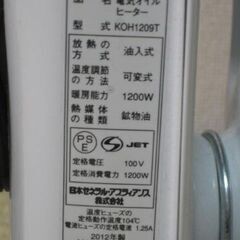 品名 電気オイルヒーター
型式 KOH1209T
放熱の方式 油入式
温度調節の方式 可変式
暖房能力 1200W
熱媒体の種類 鉱物油
PSE JET
定格電圧 100V
定格消費電力 1200W
日本ゼネラル・アプライアンス
株式会社
温度ヒューズの
定格動作温度104℃
電流ヒューズの定格電流 1.25A
2012年製